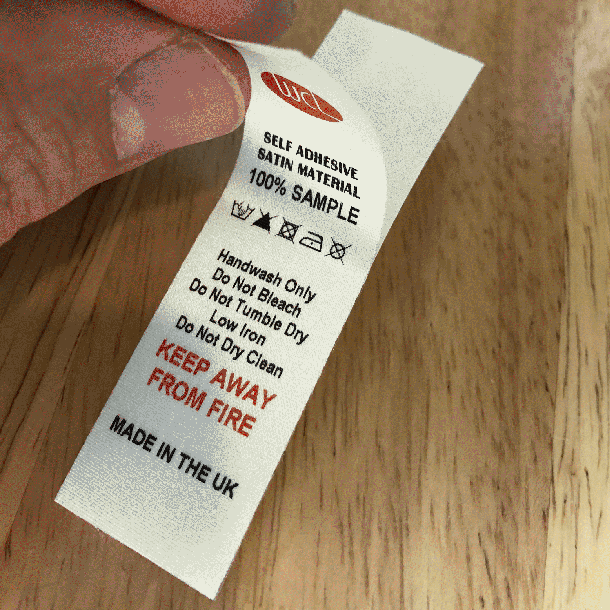 WCL
SELF ADHESIVE
SATIN MATERIAL
100% SAMPLE
Handwash Only
Do Not Bleach
Do Not Tumble Dry
Low Iron
Do Not Dry Clean
KEEP AWAY
FROM FIRE
MADE IN THE UK